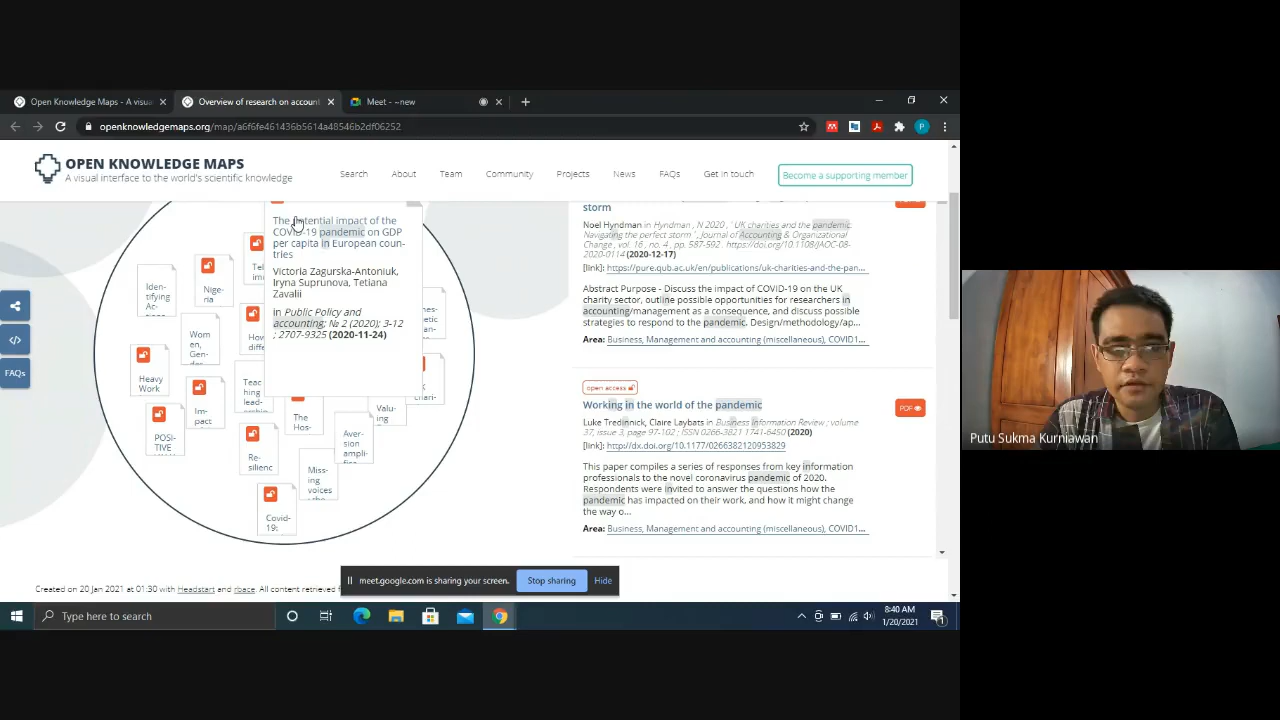 Open Knowledge Maps - A visua
Overview of research on account
Meet - ~new
openknowledgemaps.org/map/a6f6fe461436b5614a48546b2df06252
P
OPEN KNOWLEDGE MAPS
A visual interface to the world's scientific knowledge
Search
About
Team
Community
Projects
News
FAQs
Get in touch
Become a supporting member
FAQs
The potential impact of the
COVID-19 pandemic on GDP
per capita in European coun-
tries
Victoria Zagurska-Antoniuk,
Iryna Suprunova, Tetiana
Zavalii
in Public Policy and
accounting; № 2 (2020); 3-12
; 2707-9325 (2020-11-24)
Iden-
tifying
Ac-
Nige-
ria
Wom
en,
Gen-
Heavy
Work
Im-
pact
POSI-
TIVE
Teac
hing
lead-
Re-
silienc
The
Hos-
Miss-
ing
voices
Aver-
sion
ampli-
Valu-
ing
Covid-
19:
storm
Noel Hyndman in Hyndman , N 2020 , ' UK charities and the pandemic:
Navigating the perfect storm ' , Journal of Accounting & Organizational
Change , vol. 16 , no. 4 , pp. 587-592 . https://doi.org/10.1108/JAOC-08-
2020-0114 (2020-12-17)
[link]: https://pure.qub.ac.uk/en/publications/uk-charities-and-the-pan...
Abstract Purpose - Discuss the impact of COVID-19 on the UK
charity sector, outline possible opportunities for researchers in
accounting/management as a consequence, and discuss possible
strategies to respond to the pandemic. Design/methodology/ap...
Area: Business, Management and accounting (miscellaneous), COVID1...
open access
Working in the world of the pandemic
PDF
Luke Tredinnick, Claire Laybats in Business Information Review ; volume
37, issue 3, page 97-102 ; ISSN 0266-3821 1741-6450 (2020)
[link]: http://dx.doi.org/10.1177/0266382120953829
This paper compiles a series of responses from key information
professionals to the novel coronavirus pandemic of 2020.
Respondents were invited to answer the questions how the
pandemic has impacted on their work, and how it might change
the way o...
Area: Business, Management and accounting (miscellaneous), COVID1...
Created on 20 Jan 2021 at 01:30 with Headstart and rbace. All content retrieved
meet.google.com is sharing your screen.
Stop sharing
Hide
Type here to search
8:40 AM
1/20/2021
1
Putu Sukma Kurniawan